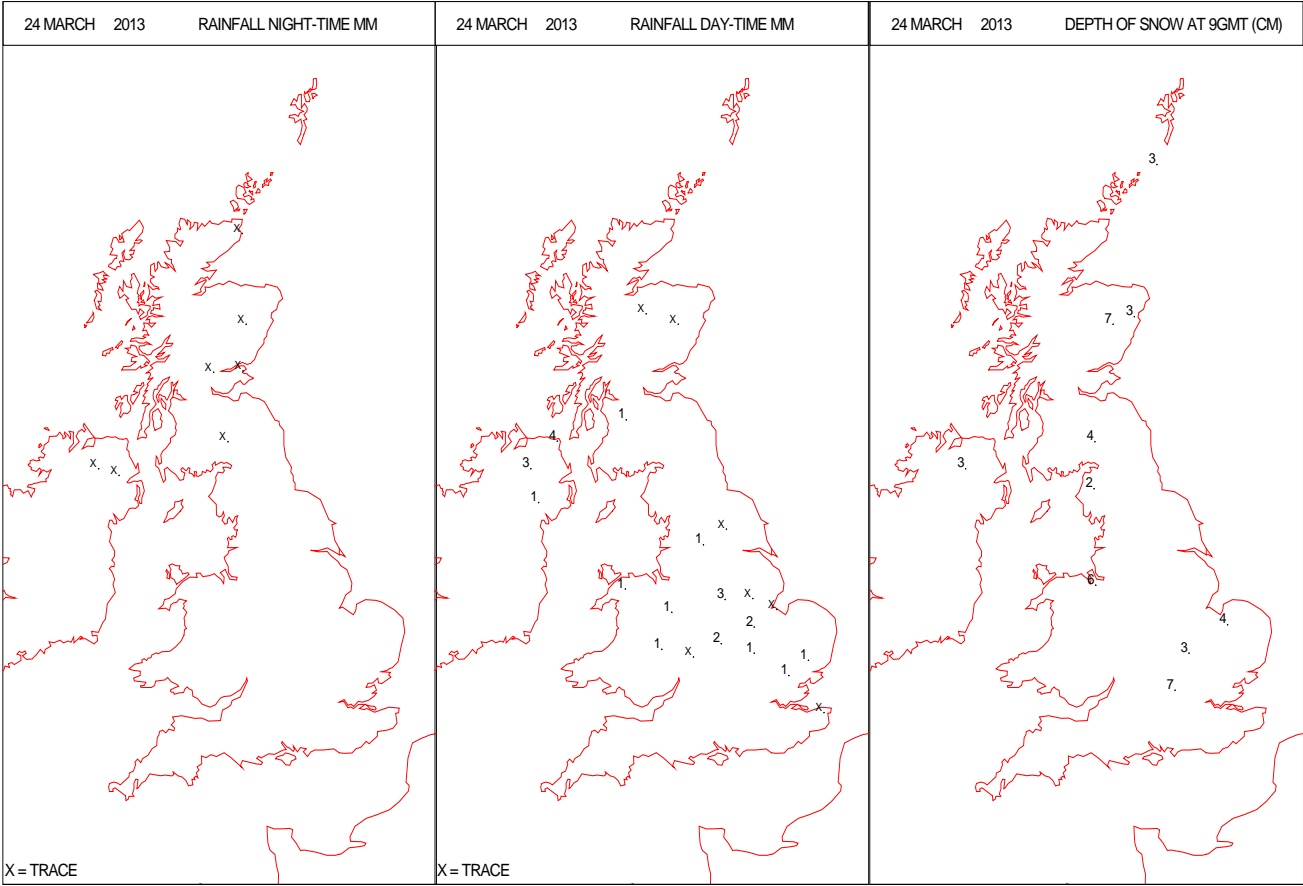 24 MARCH 2013 RAINFALL NIGHT-TIME MM
X.
X.
X.
X.
X.
X.
X.
X = TRACE
24 MARCH 2013 RAINFALL DAY-TIME MM
X.
X.
1.
4.
3.
1.
X.
1.
1.
3.
X.
X.
1.
2.
2.
1.
X.
1.
1.
1.
X.
X = TRACE
24 MARCH 2013 DEPTH OF SNOW AT 9GMT (CM)
3.
3.
7.
4.
3.
2.
6.
4.
3.
7.